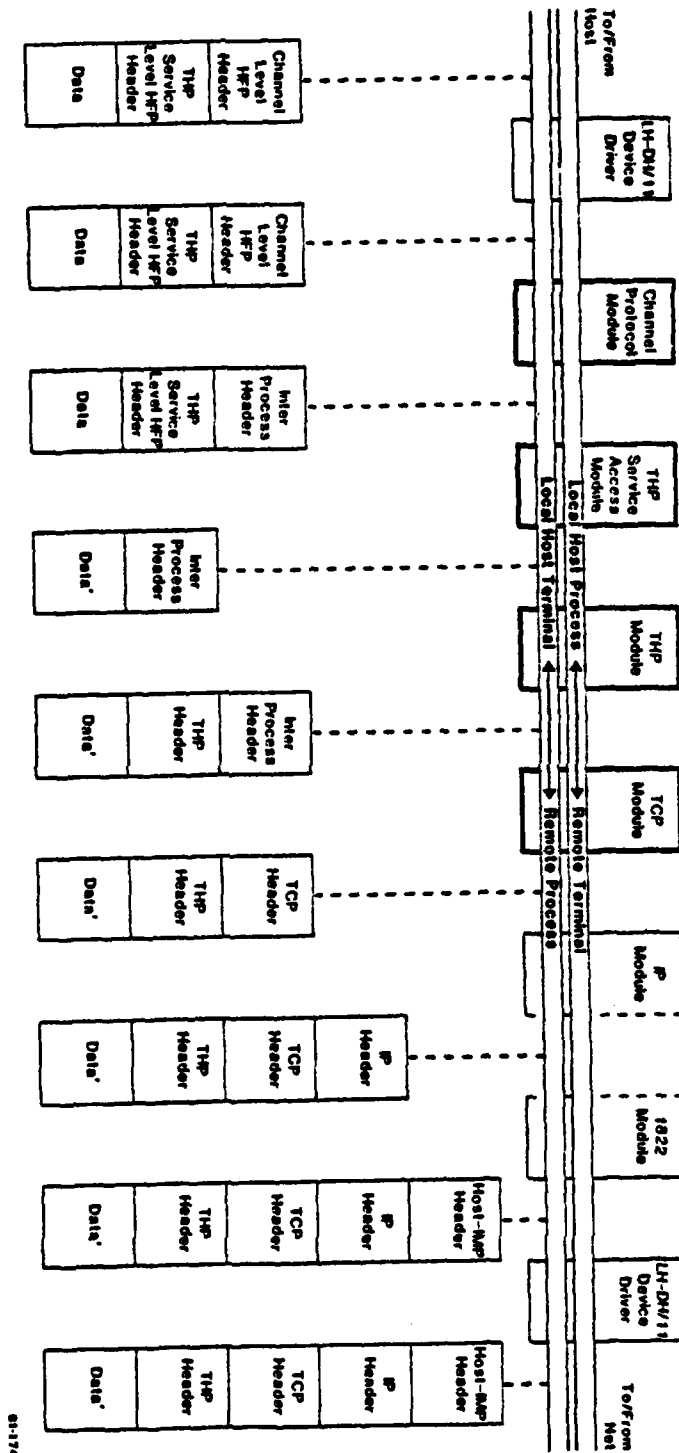 To/From
Host
LH-DH/11
Device
Driver
Channel
Protocol
Module
THP
Service
Access
Module
THP
Module
TCP
Module
IP
Module
1822
Module
LH-DH/11
Device
Driver
To/From
Net
Local Host Process
Remote Terminal
Local Host Terminal
Remote Process
Channel
Level
HFP
Header
THP
Service
Level HFP
Header
Data
Channel
Level
HFP
Header
THP
Service
Level HFP
Header
Data
Inter
Process
Header
THP
Service
Level HFP
Header
Data
Inter
Process
Header
Data'
Inter
Process
Header
THP
Header
Data'
TCP
Header
THP
Header
Data'
IP
Header
TCP
Header
THP
Header
Data'
Host-IMP
Header
IP
Header
TCP
Header
THP
Header
Data'
Host-IMP
Header
IP
Header
TCP
Header
THP
Header
Data'